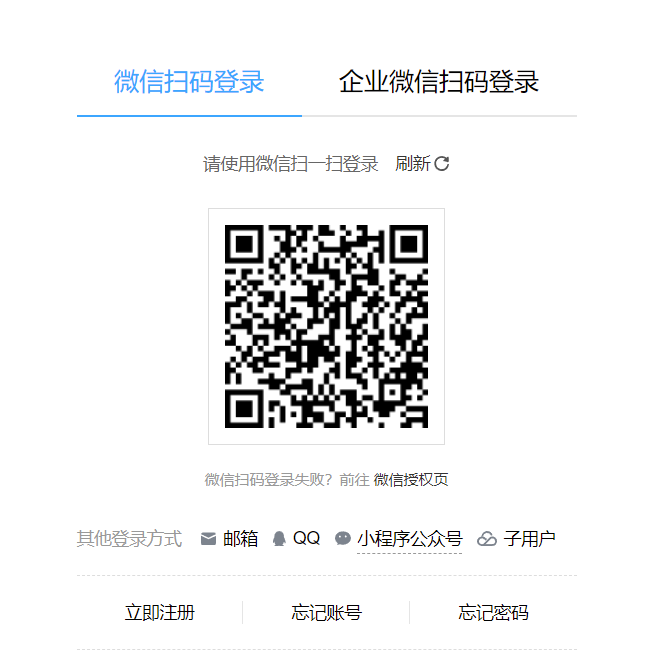 微信扫码登录 企业微信扫码登录
请使用微信扫一扫登录 刷新
微信扫码登录失败？前往 微信授权页
其他登录方式 邮箱 QQ 小程序公众号 子用户
立即注册 忘记账号 忘记密码